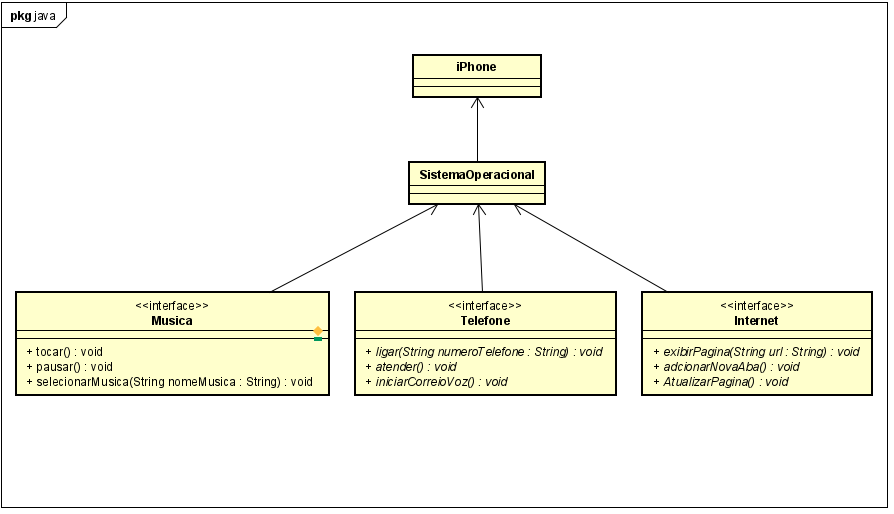 pkg java
iPhone
SistemaOperacional
<<interface>>
Musica
+ tocar() : void
+ pausar() : void
+ selecionarMusica(String nomeMusica : String) : void
<<interface>>
Telefone
+ ligar(String numeroTelefone : String) : void
+ atender() : void
+ iniciarCorreioVoz() : void
<<interface>>
Internet
+ exibirPagina(String url : String) : void
+ adcionarNovaAba() : void
+ AtualizarPagina() : void